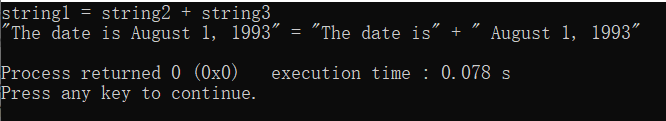 string1 = string2 + string3
"The date is August 1, 1993" = "The date is" + " August 1, 1993"
Process returned 0 (0x0)   execution time : 0.078 s
Press any key to continue.